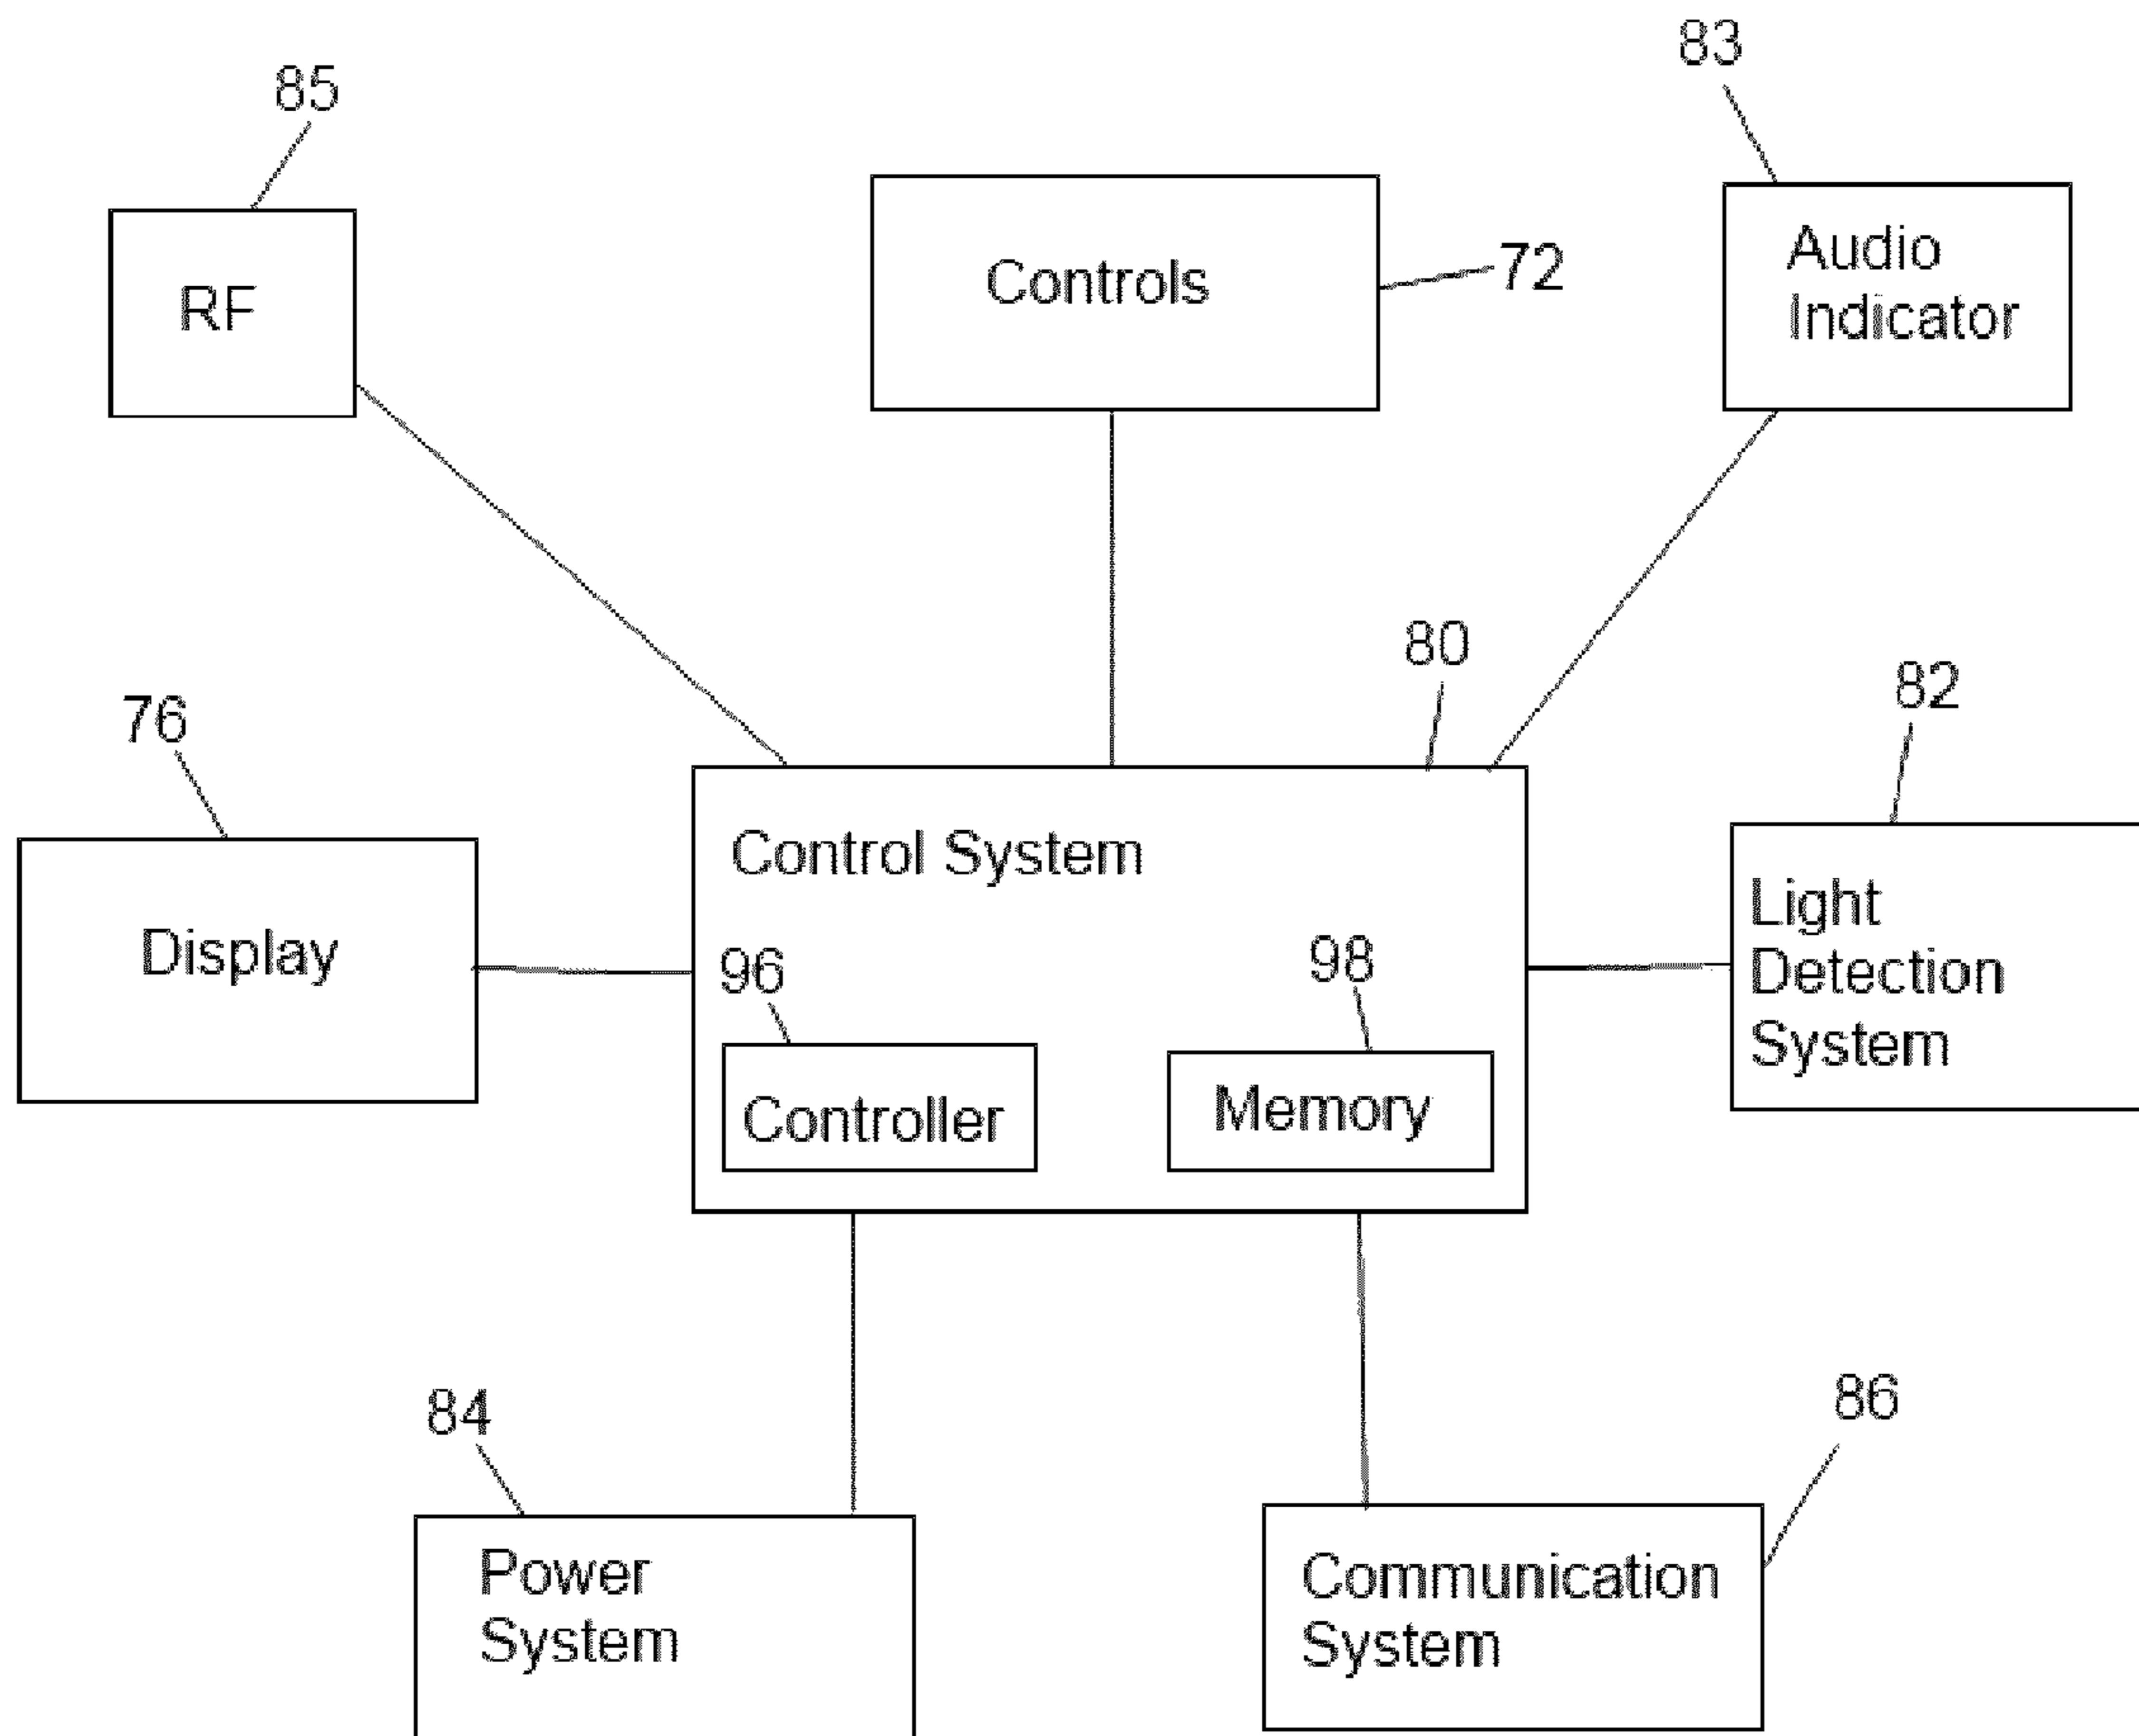 83
85
Audio
Indicator
Controls
72
RF
80
82
76
Control System
Light
Detection
System
Display
96
98
Controller
Memory
84
86
Power
System
Communication
System